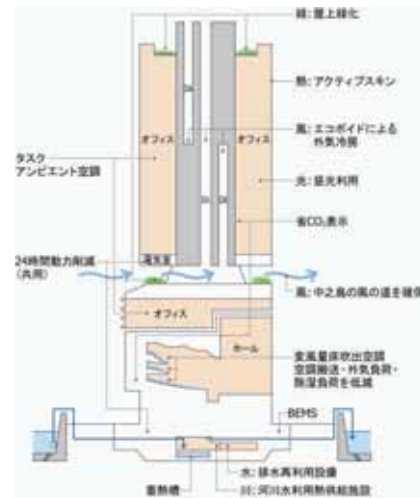 緑：屋上緑化
熱：アクティブスキン
EV
オフィス
オフィス
風：エコボイドによる
外気冷房
タスク
アンビエント空調
光：昼光利用
EV
EV
EV
省CO₂表示
24時間動力削減
（共用）
風：中之島の風の道を確保
オフィス
ホール
変風量床吹出空調
空調搬送・外気負荷・
除湿負荷を低減
BEMS
水：排水再利用設備
蓄熱槽
川：河川水利用熱供給施設